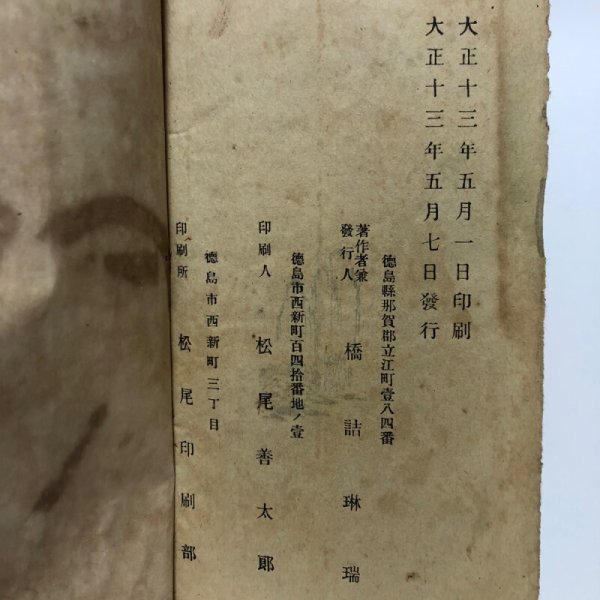 大正十三年五月一日印刷
大正十三年五月七日發行
德島縣那賀郡立江町壹八四番
著作者兼
發行人 橋詰琳瑞
德島市西新町百四拾番地ノ壹
印刷人 松尾善太郎
德島市西新町三丁目
印刷所 松尾印刷部